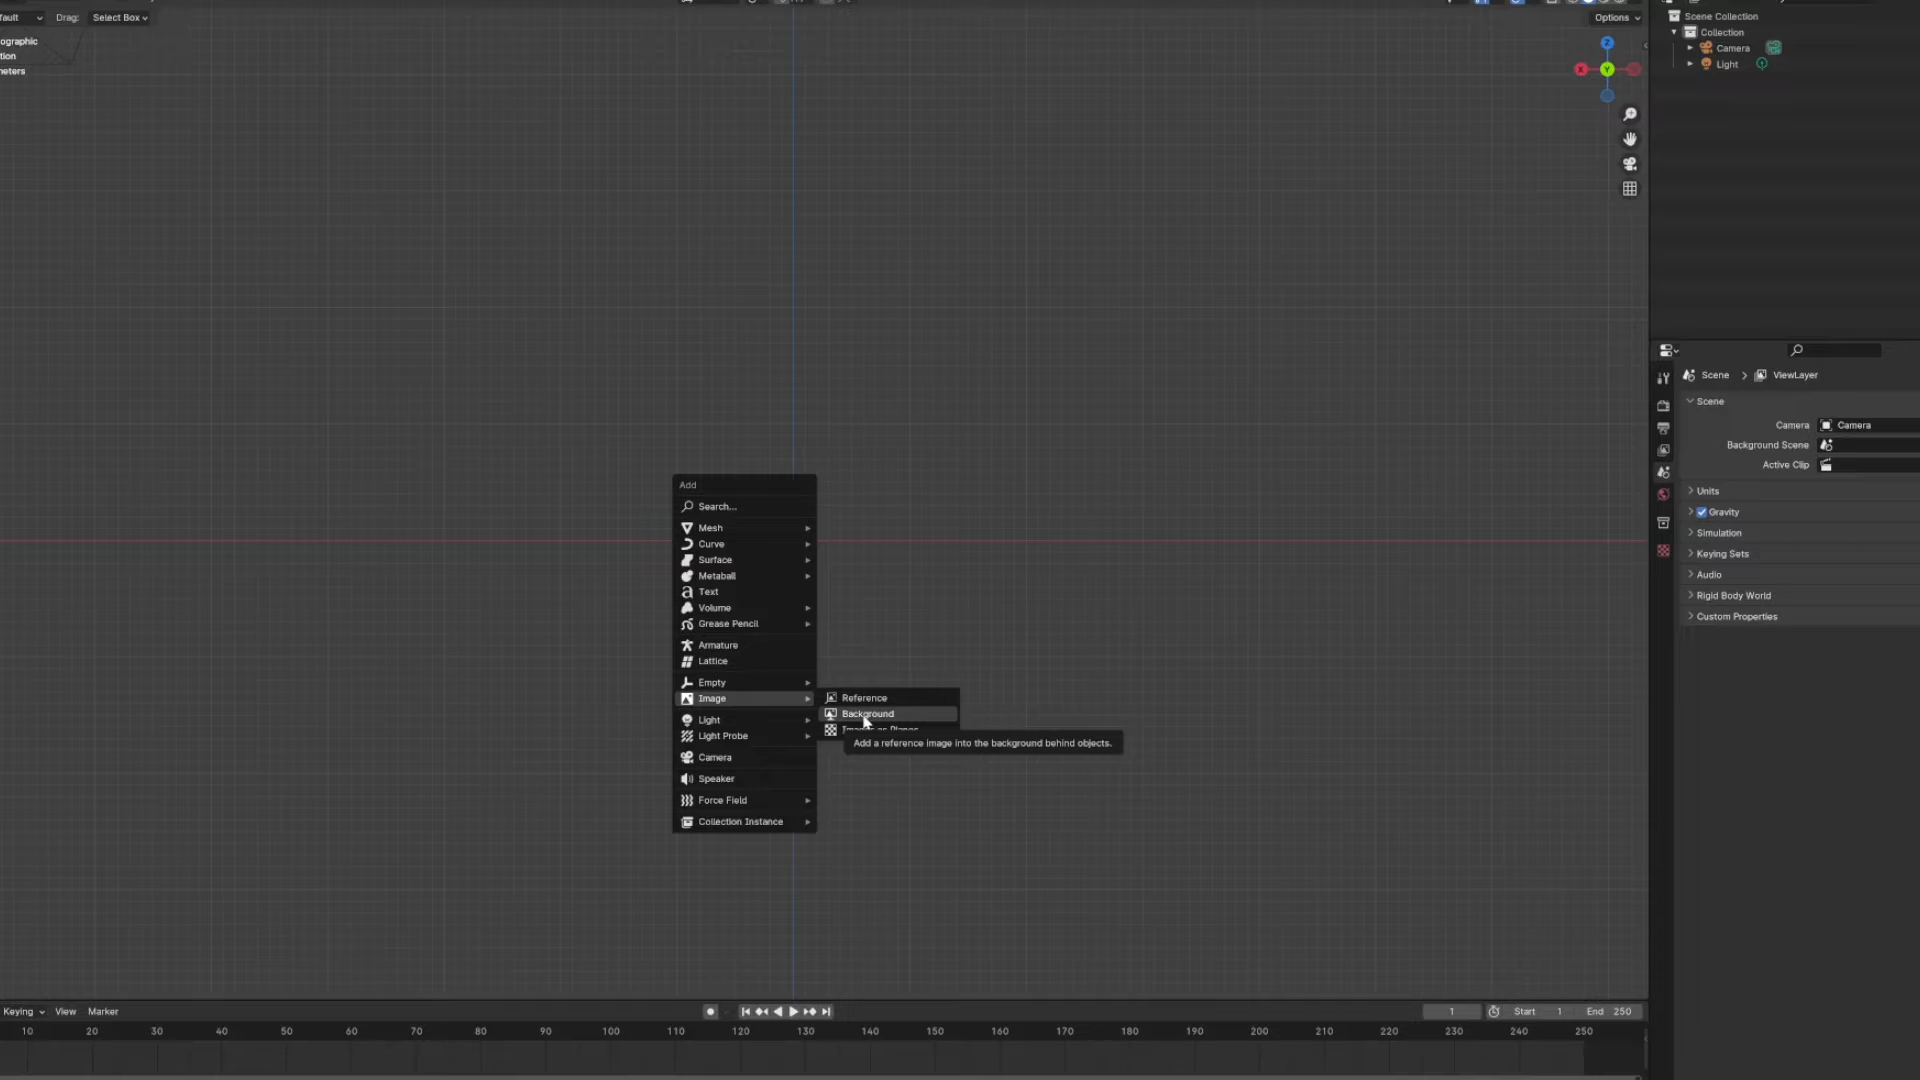 fault
Drag: Select Box
Options
ographic
tion
meters
Z
X
Y
Scene Collection
Collection
Camera
Light
Add
Search...
Mesh
Curve
Surface
Metaball
Text
Volume
Grease Pencil
Armature
Lattice
Empty
Image
Light
Light Probe
Camera
Speaker
Force Field
Collection Instance
Reference
Background
Images as Planes
Add a reference image into the background behind objects.
Scene > ViewLayer
Scene
Camera Camera
Background Scene
Active Clip
Units
Gravity
Simulation
Keying Sets
Audio
Rigid Body World
Custom Properties
Keying View Marker
1 Start 1 End 250
10 20 30 40 50 60 70 80 90 100 110 120 130 140 150 160 170 180 190 200 210 220 230 240 250